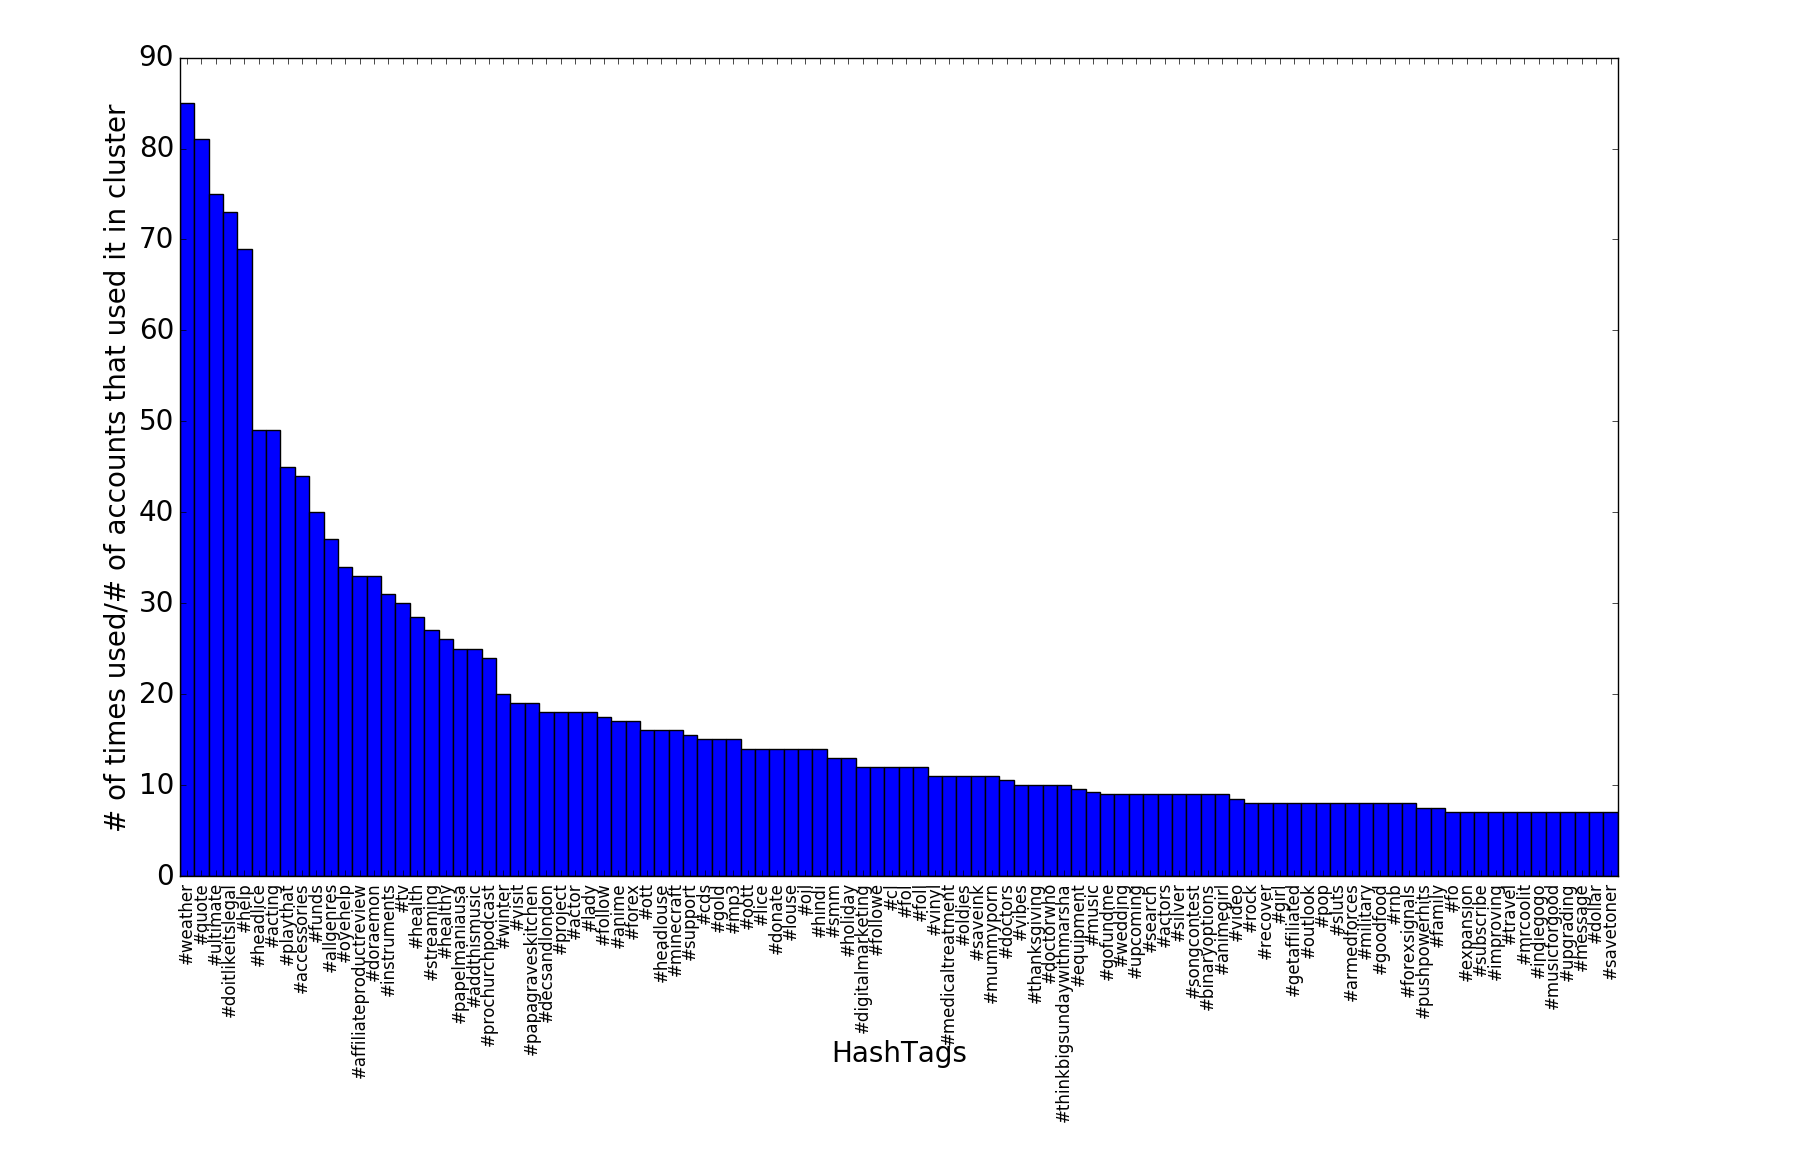 # of times used/# of accounts that used it in cluster
90
80
70
60
50
40
30
20
10
0
#weather
#quote
#ultimate
#doitlikeitslegal
#help
#headlice
#acting
#playthat
#accessories
#funds
#allgenres
#oyehelp
#affiliateproductreview
#doraemon
#instruments
#tv
#health
#streaming
#healthy
#papelmaniausa
#addthismusic
#prochurchpodcast
#winter
#visit
#papagraveskitchen
#decsandlondon
#project
#actor
#lady
#follow
#anime
#forex
#ott
#headlouse
#minecraft
#support
#cds
#gold
#mp3
#oott
#lice
#donate
#louse
#oil
#hindi
#smm
#holiday
#digitalmarketing
#followe
#cl
#fol
#foll
#vinyl
#medicaltreatment
#oldies
#saveink
#mummyporn
#doctors
#vibes
#thanksgiving
#doctorwho
#thinkbigsundaywithmarsha
#equipment
#music
#gofundme
#wedding
#upcoming
#search
#actors
#silver
#songcontest
#binaryoptions
#animegirl
#video
#rock
#recover
#girl
#getaffiliated
#outlook
#pop
#sluts
#armedforces
#military
#goodfood
#rnb
#forexsignals
#pushpowerhits
#family
#fo
#expansion
#subscribe
#improving
#travel
#mrcoolit
#indiegogo
#musicforgood
#upgrading
#message
#dollar
#savetoner
HashTags